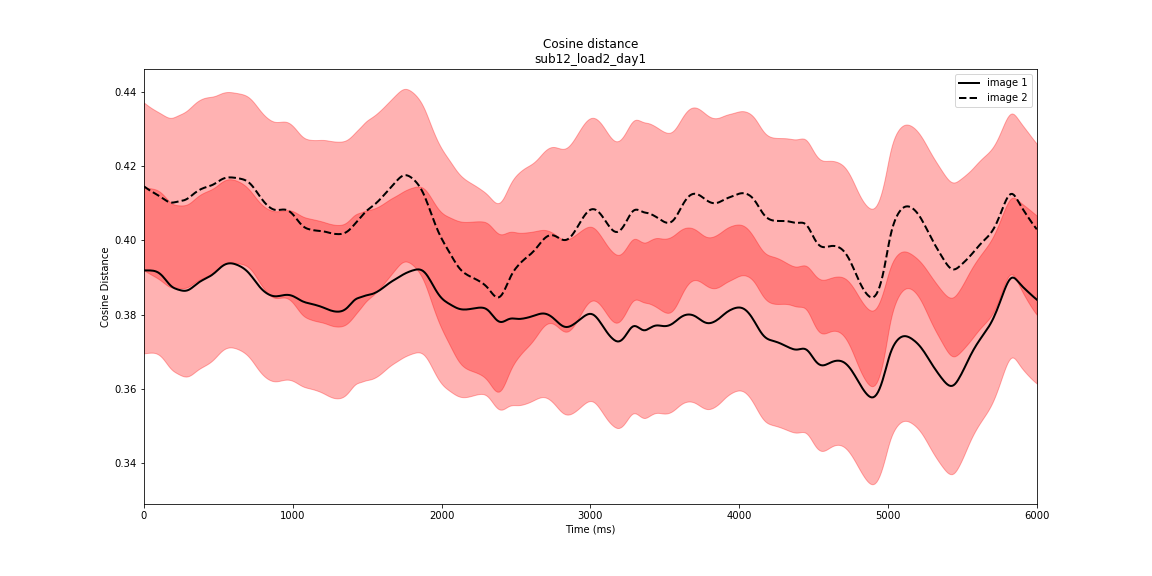 Cosine distance
sub12_load2_day1
image 1
image 2
Cosine Distance
0.44
0.42
0.40
0.38
0.36
0.34
0 1000 2000 3000 4000 5000 6000
Time (ms)